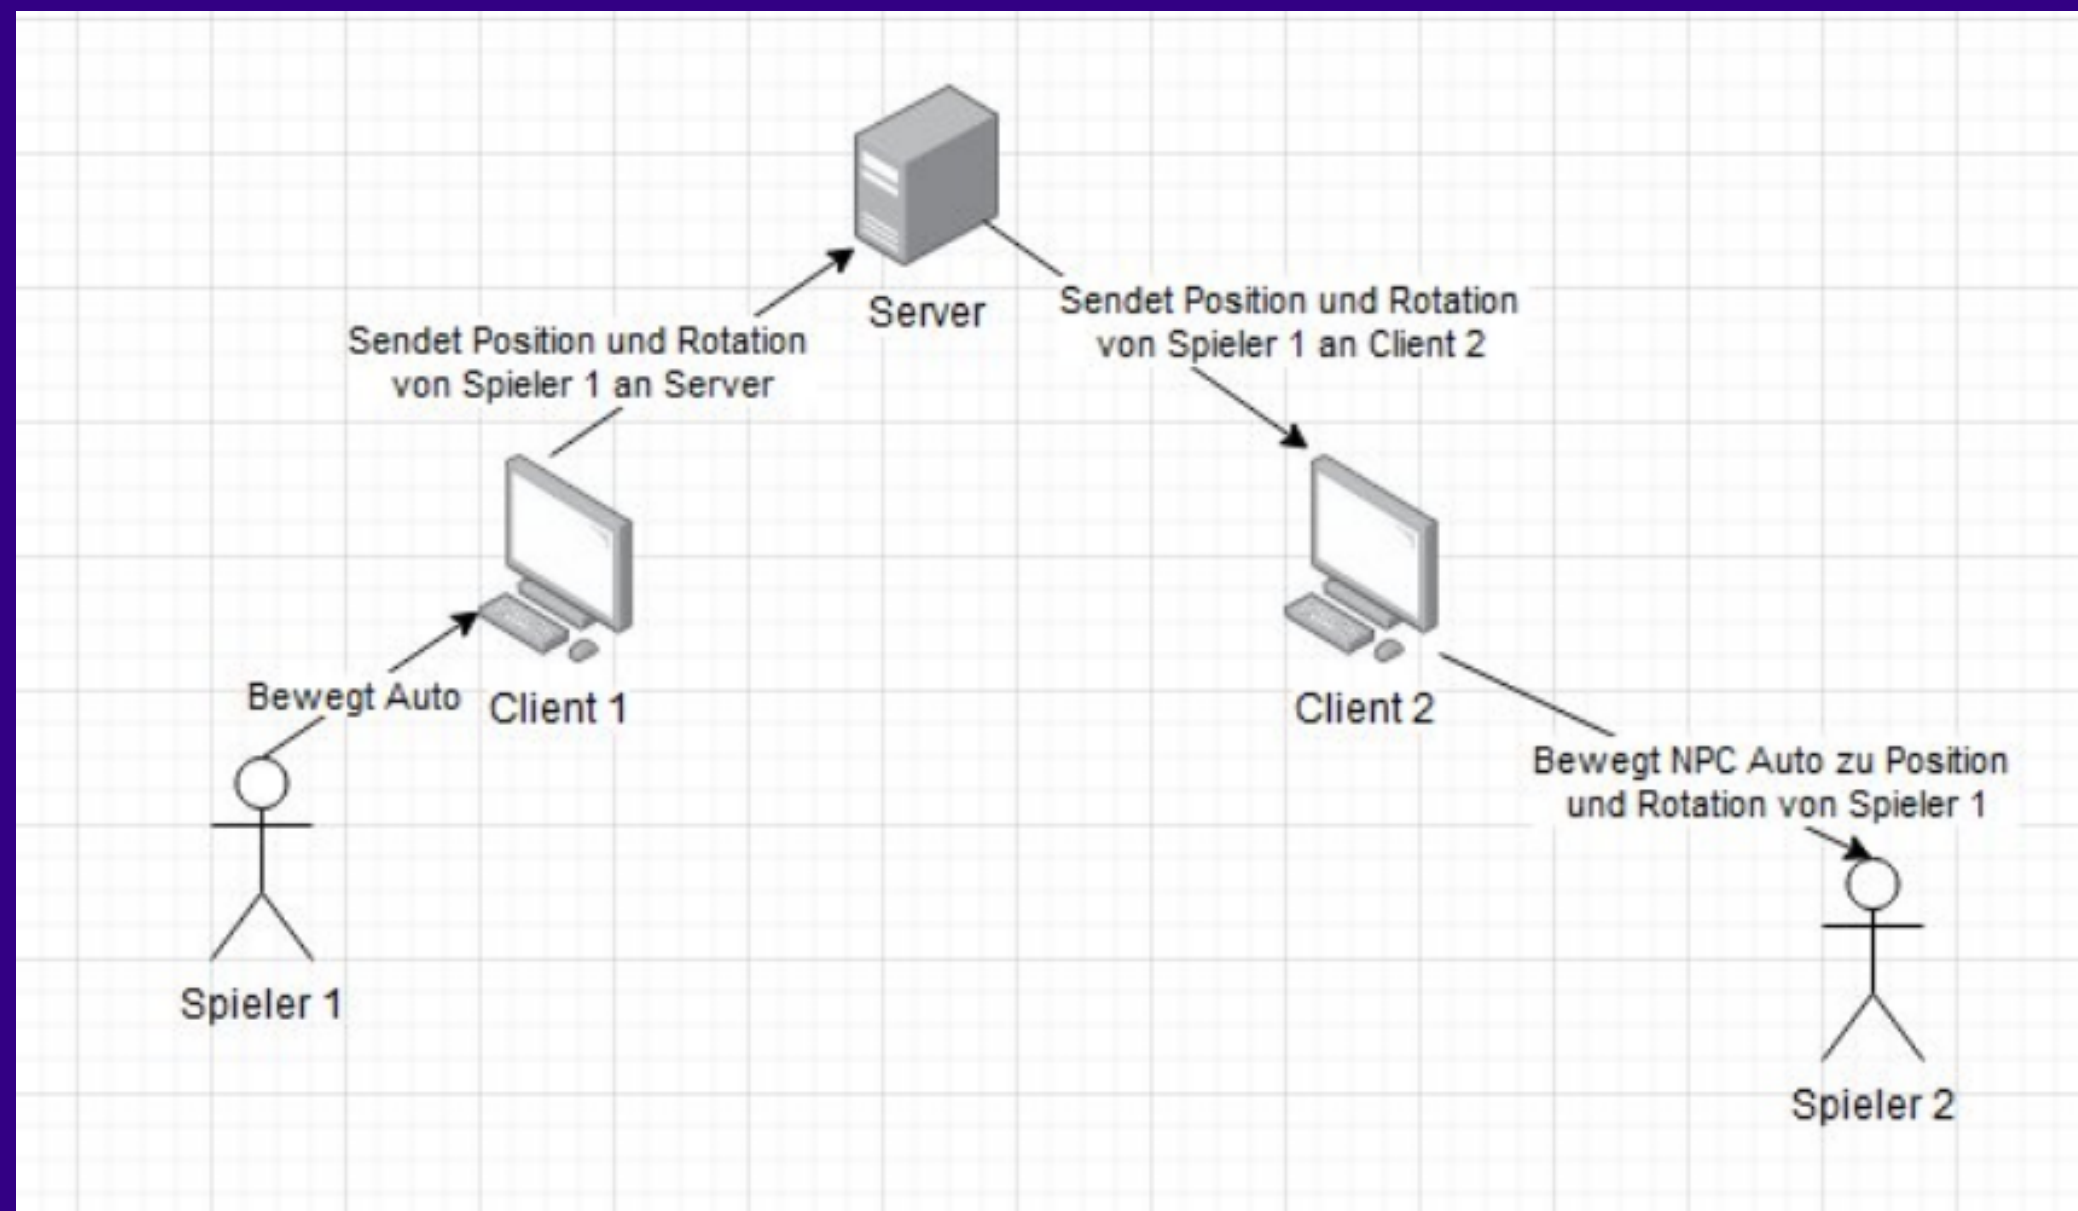 Server
Sendet Position und Rotation
von Spieler 1 an Server
Sendet Position und Rotation
von Spieler 1 an Client 2
Bewegt Auto
Client 1
Client 2
Bewegt NPC Auto zu Position
und Rotation von Spieler 1
Spieler 1
Spieler 2